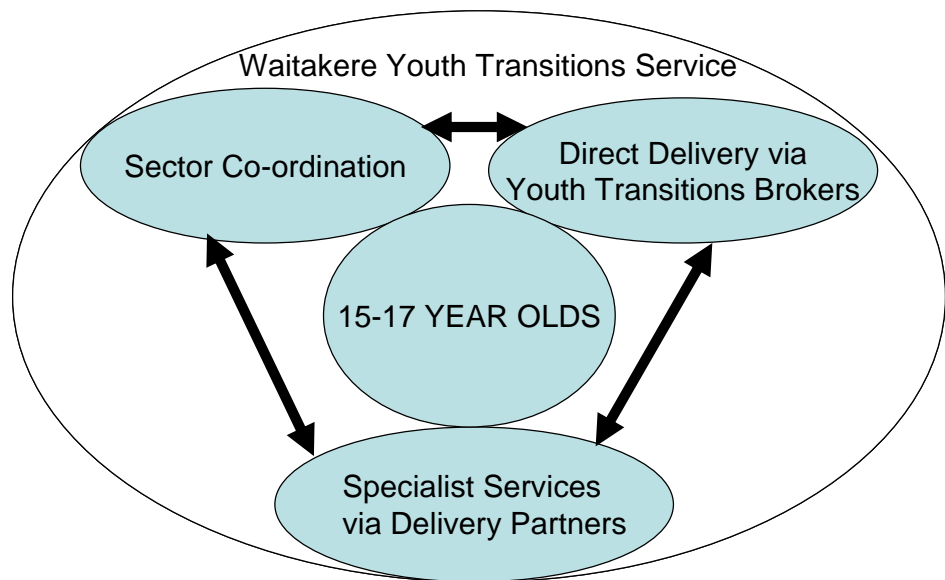 Waitakere Youth Transitions Service
Sector Co-ordination
Direct Delivery via
Youth Transitions Brokers
15-17 YEAR OLDS
Specialist Services
via Delivery Partners